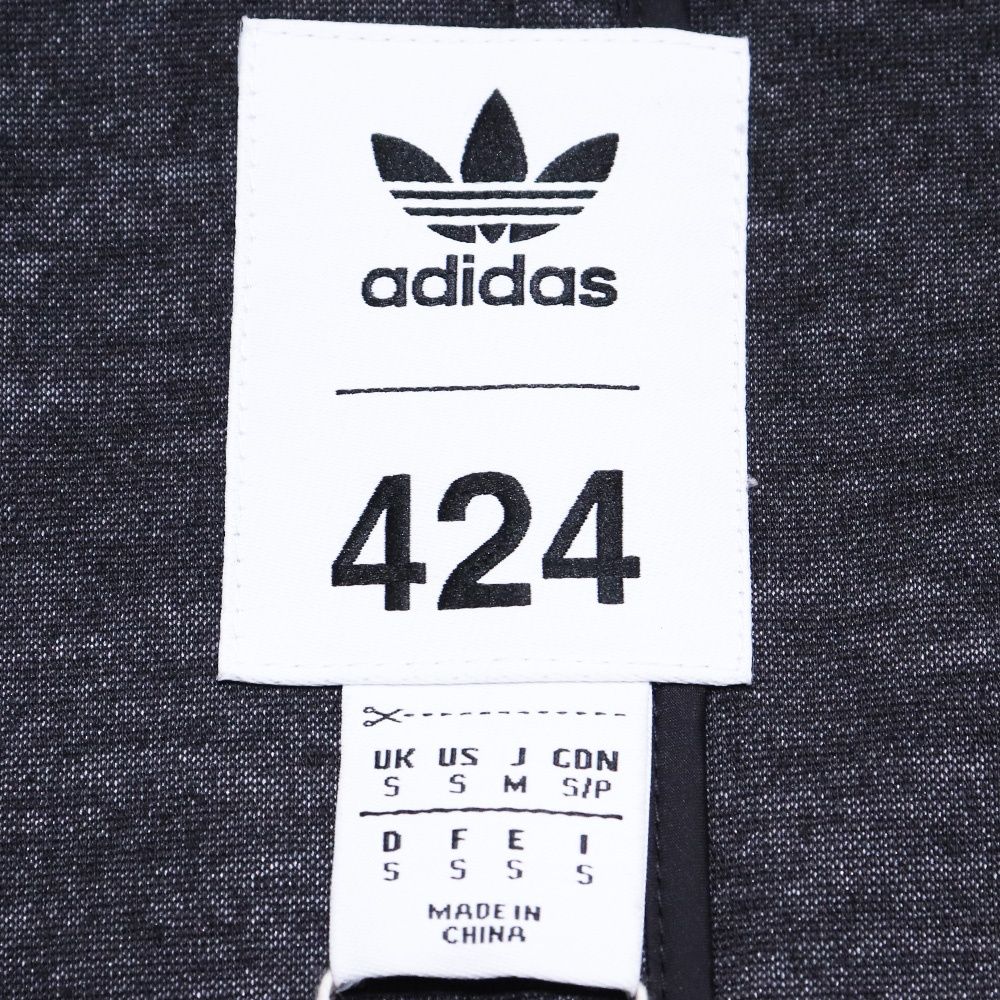 adidas
424
UK US J CDN
S S M S/P
D F E I
S S S S
MADE IN
CHINA